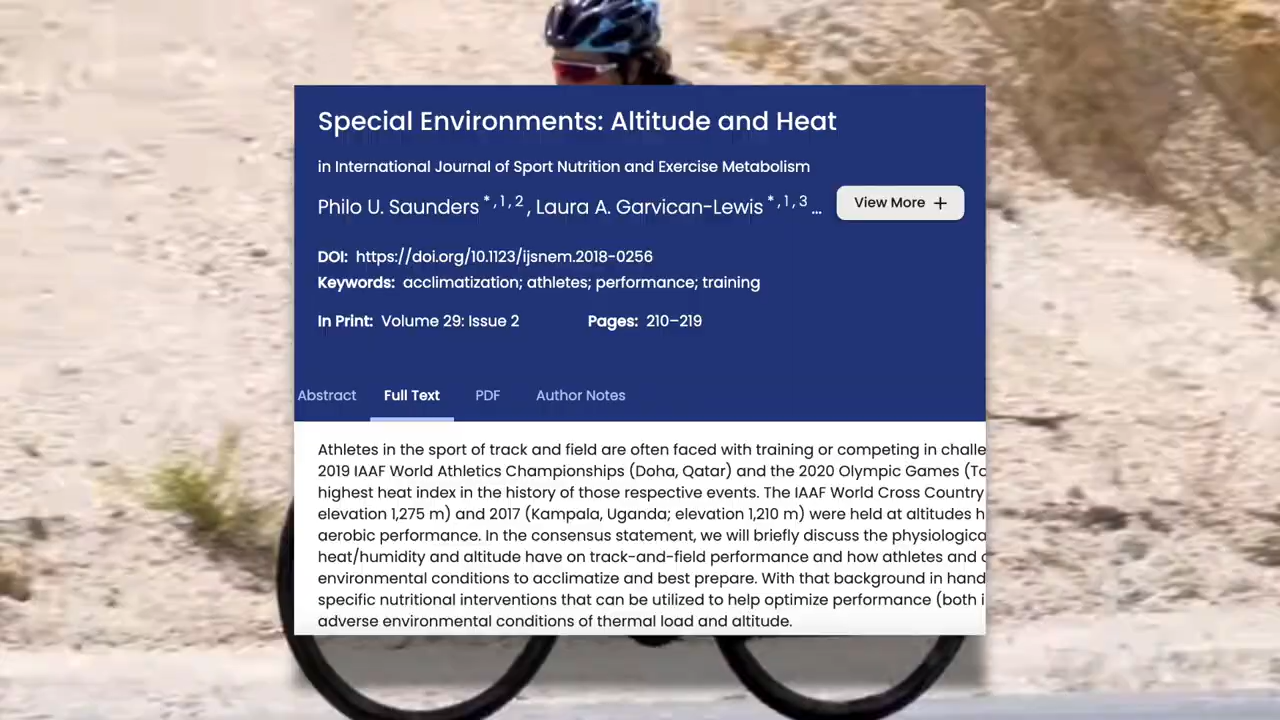 Special Environments: Altitude and Heat
in International Journal of Sport Nutrition and Exercise Metabolism
Philo U. Saunders *,1,2, Laura A. Garvican-Lewis *,1,3 ...
View More +
DOI: https://doi.org/10.1123/ijsnem.2018-0256
Keywords: acclimatization; athletes; performance; training
In Print: Volume 29: Issue 2 Pages: 210–219
Abstract Full Text PDF Author Notes
Athletes in the sport of track and field are often faced with training or competing in challe
2019 IAAF World Athletics Championships (Doha, Qatar) and the 2020 Olympic Games (To
highest heat index in the history of those respective events. The IAAF World Cross Country
elevation 1,275 m) and 2017 (Kampala, Uganda; elevation 1,210 m) were held at altitudes h
aerobic performance. In the consensus statement, we will briefly discuss the physiologica
heat/humidity and altitude have on track-and-field performance and how athletes and c
environmental conditions to acclimatize and best prepare. With that background in hand
specific nutritional interventions that can be utilized to help optimize performance (both i
adverse environmental conditions of thermal load and altitude.